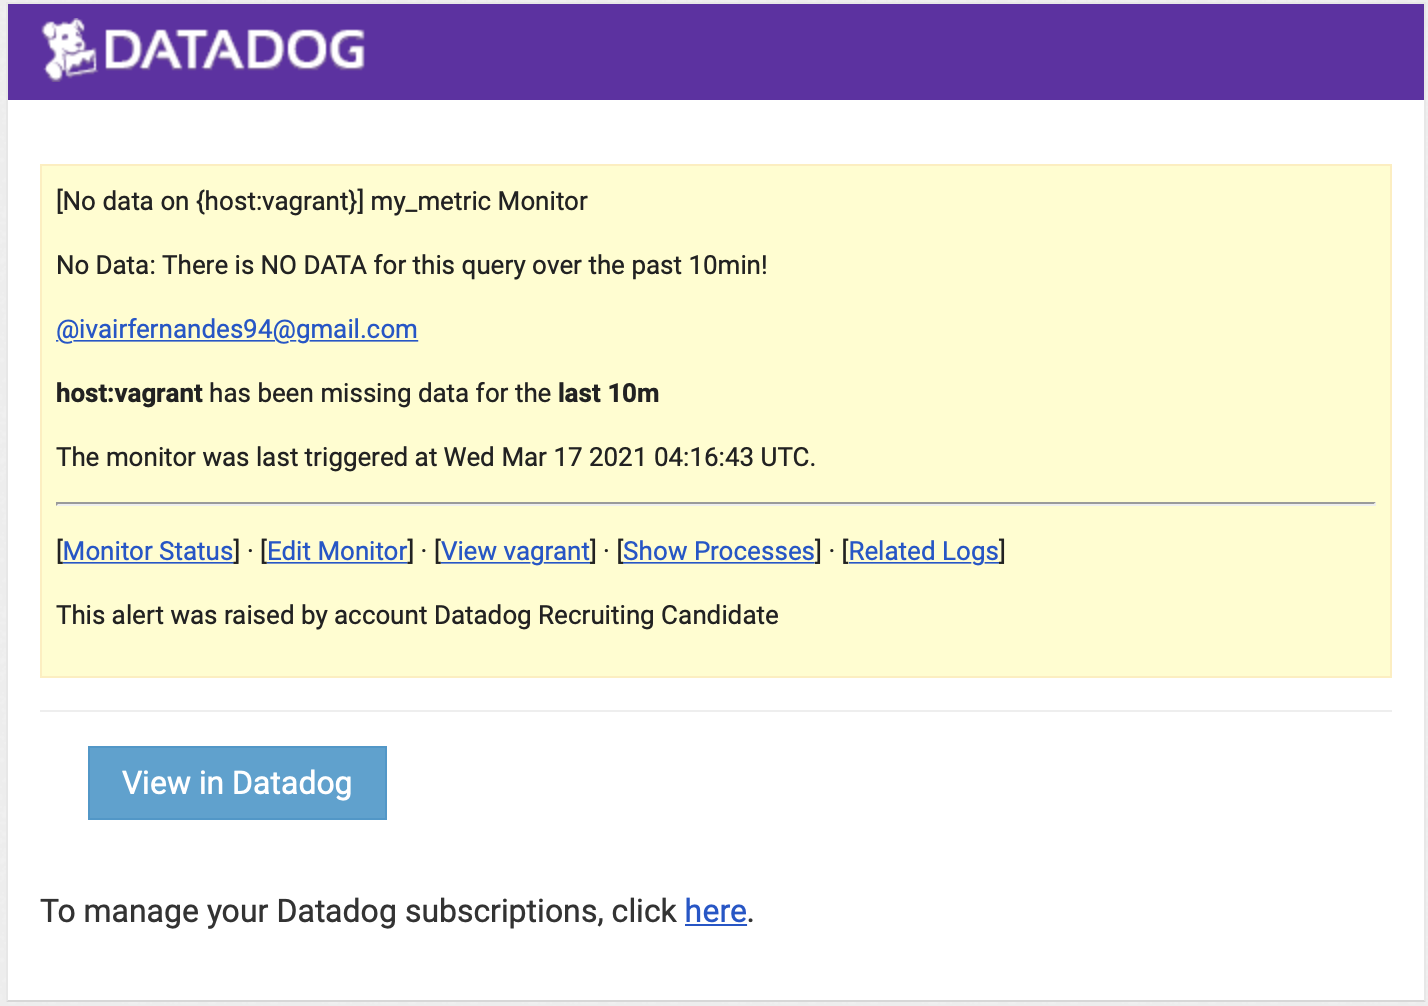 DATADOG
[No data on {host:vagrant}] my_metric Monitor
No Data: There is NO DATA for this query over the past 10min!
@ivairfernandes94@gmail.com
host:vagrant has been missing data for the last 10m
The monitor was last triggered at Wed Mar 17 2021 04:16:43 UTC.
[Monitor Status] · [Edit Monitor] · [View vagrant] · [Show Processes] · [Related Logs]
This alert was raised by account Datadog Recruiting Candidate
View in Datadog
To manage your Datadog subscriptions, click here.